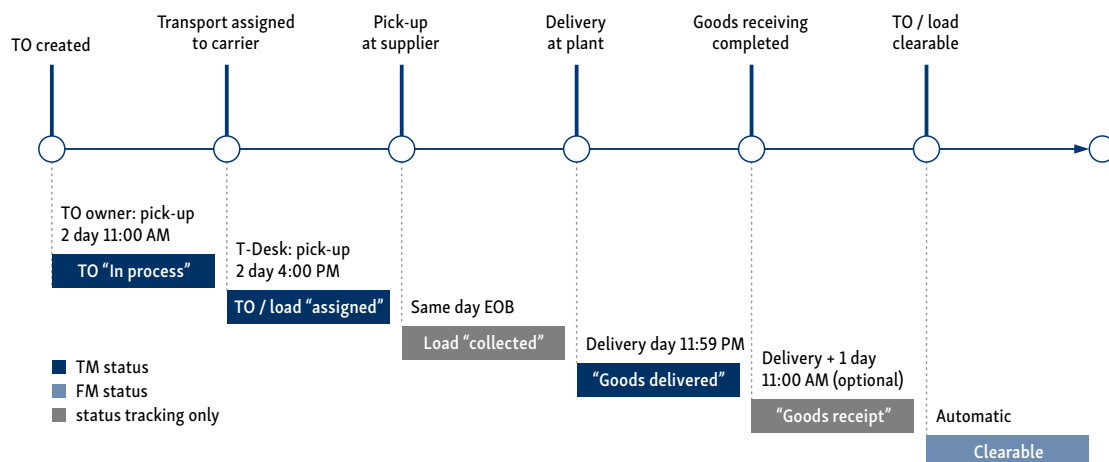 TO created
Transport assigned
to carrier
Pick-up
at supplier
Delivery
at plant
Goods receiving
completed
TO / load
clearable
TO owner: pick-up
2 day 11:00 AM
TO “In process”
T-Desk: pick-up
2 day 4:00 PM
TO / load “assigned”
Same day EOB
Load “collected”
Delivery day 11:59 PM
“Goods delivered”
Delivery + 1 day
11:00 AM (optional)
“Goods receipt”
Automatic
Clearable
TM status
FM status
status tracking only